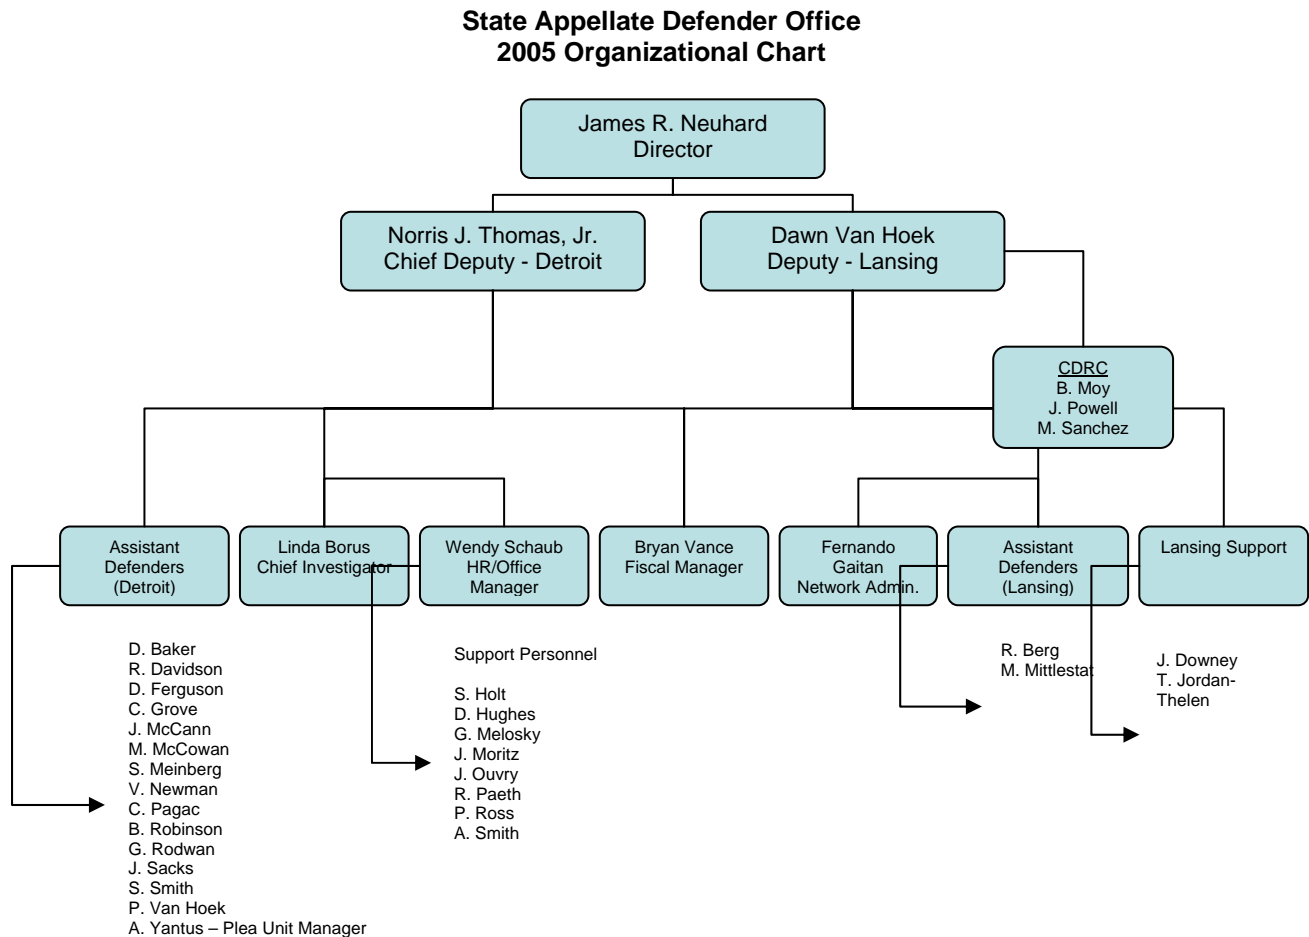 State Appellate Defender Office
2005 Organizational Chart
James R. Neuhard
Director
Norris J. Thomas, Jr.
Chief Deputy - Detroit
Dawn Van Hoek
Deputy - Lansing
CDRC
B. Moy
J. Powell
M. Sanchez
Assistant
Defenders
(Detroit)
Linda Borus
Chief Investigator
Wendy Schaub
HR/Office
Manager
Bryan Vance
Fiscal Manager
Fernando
Gaitan
Network Admin.
Assistant
Defenders
(Lansing)
Lansing Support
D. Baker
R. Davidson
D. Ferguson
C. Grove
J. McCann
M. McCowan
S. Meinberg
V. Newman
C. Pagac
B. Robinson
G. Rodwan
J. Sacks
S. Smith
P. Van Hoek
A. Yantus – Plea Unit Manager
Support Personnel
S. Holt
D. Hughes
G. Melosky
J. Moritz
J. Ouvry
R. Paeth
P. Ross
A. Smith
R. Berg
M. Mittlestat
J. Downey
T. Jordan-
Thelen